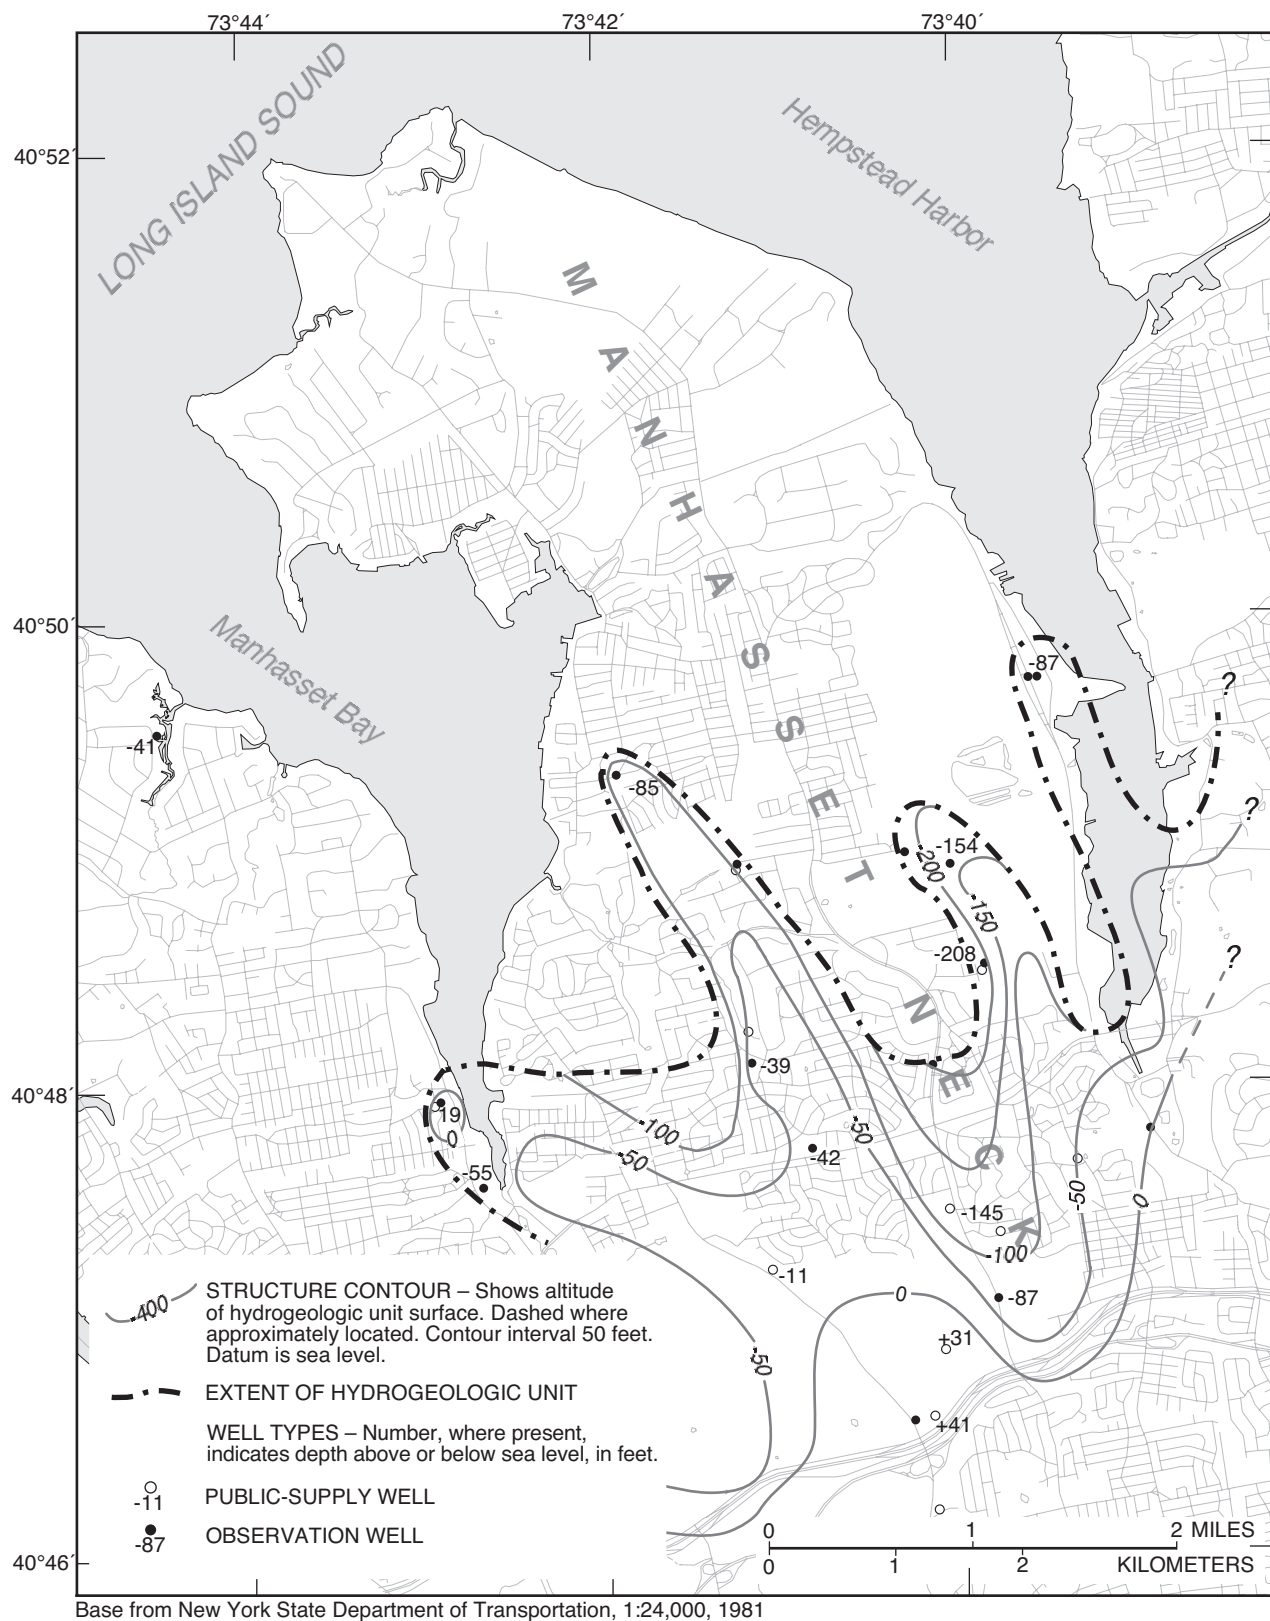 73°44′ 73°42′ 73°40′
LONG ISLAND SOUND
Hempstead Harbor
40°52′
MANHASSET NECK
40°50′
Manhasset Bay
-87
?
-41
-85
?
-154
-200
-150
-208
?
-39
40°48′
19
0
-100
-50
-50
-42
-55
-145
-50
0
-100
-11
-87
0
+31
-50
+41
-400
STRUCTURE CONTOUR – Shows altitude
of hydrogeologic unit surface. Dashed where
approximately located. Contour interval 50 feet.
Datum is sea level.
EXTENT OF HYDROGEOLOGIC UNIT
WELL TYPES – Number, where present,
indicates depth above or below sea level, in feet.
-11 PUBLIC-SUPPLY WELL
-87 OBSERVATION WELL
0 1 2 MILES
0 1 2 KILOMETERS
40°46′
Base from New York State Department of Transportation, 1:24,000, 1981